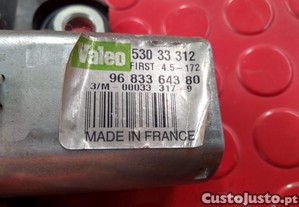 Valeo
530 33 312
FIRST 4.5-172
96 833 643 80
3/M-00033 317-9
MADE IN FRANCE
CustoJusto.pt